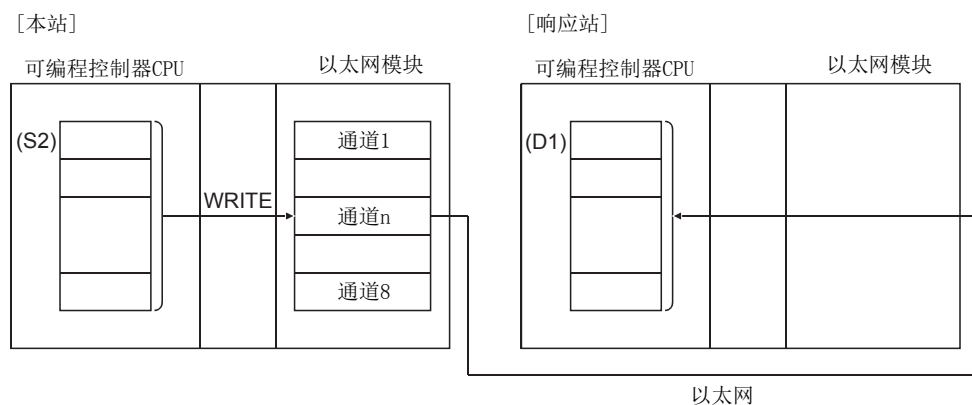 [本站]
[响应站]
可编程控制器CPU
以太网模块
可编程控制器CPU
以太网模块
(S2)
通道1
(D1)
WRITE
通道n
通道8
以太网